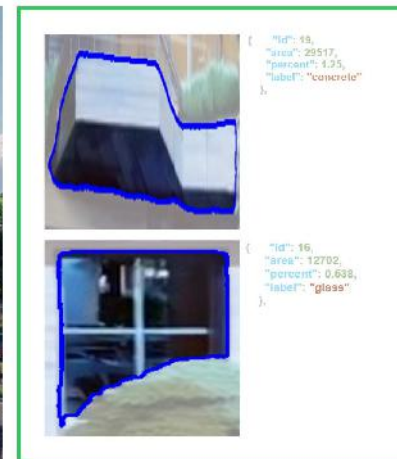 { "id": 19,
"area": 29517,
"percent": 1.25,
"label": "concrete"
},
{ "id": 16,
"area": 12702,
"percent": 0.638,
"label": "glass"
},